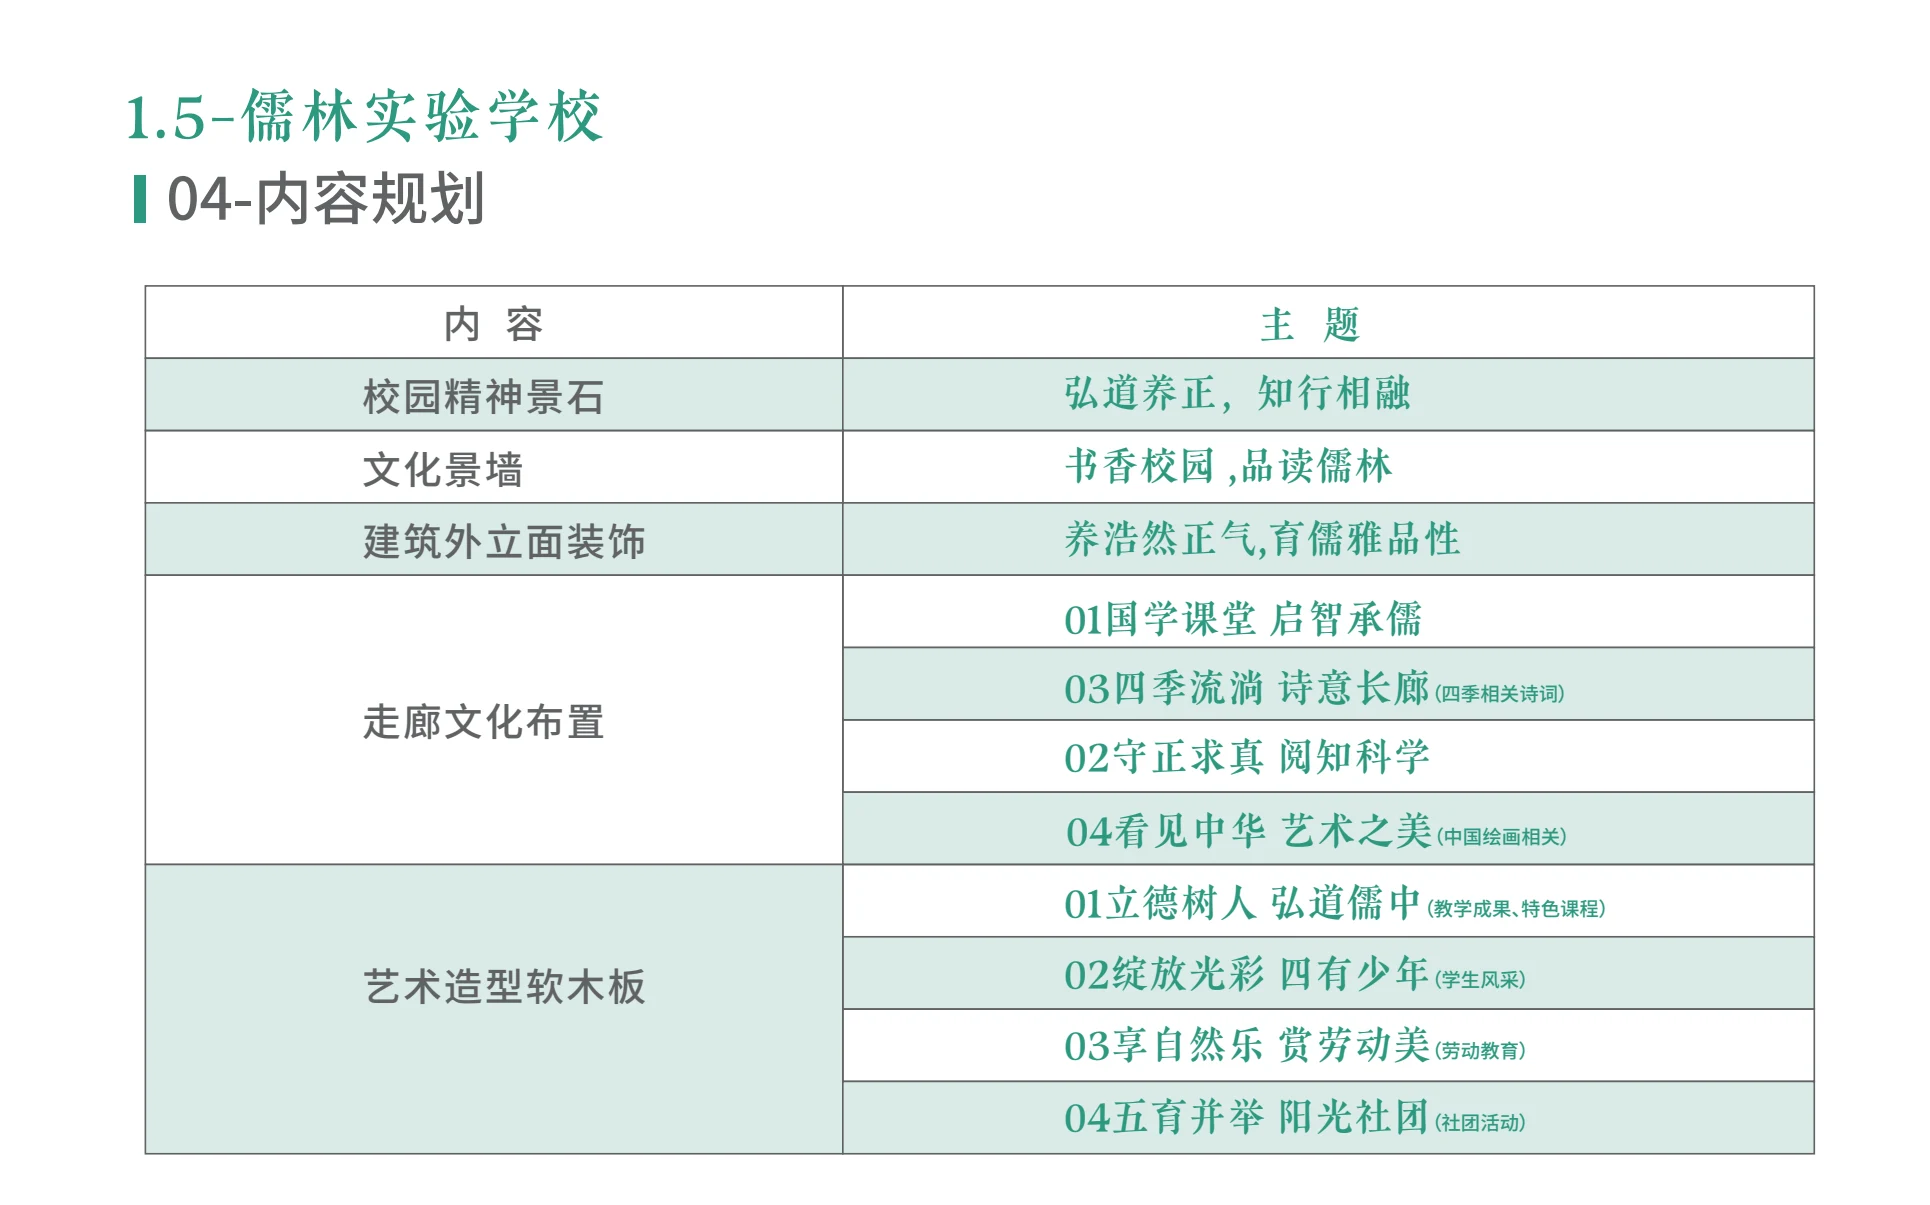 1.5-儒林实验学校
04-内容规划
内 容 主 题
校园精神景石 弘道养正，知行相融
文化景墙 书香校园 ,品读儒林
建筑外立面装饰 养浩然正气,育儒雅品性
走廊文化布置
01国学课堂 启智承儒
03四季流淌 诗意长廊(四季相关诗词)
02守正求真 阅知科学
04看见中华 艺术之美(中国绘画相关)
艺术造型软木板
01立德树人 弘道儒中(教学成果、特色课程)
02绽放光彩 四有少年(学生风采)
03享自然乐 赏劳动美(劳动教育)
04五育并举 阳光社团(社团活动)